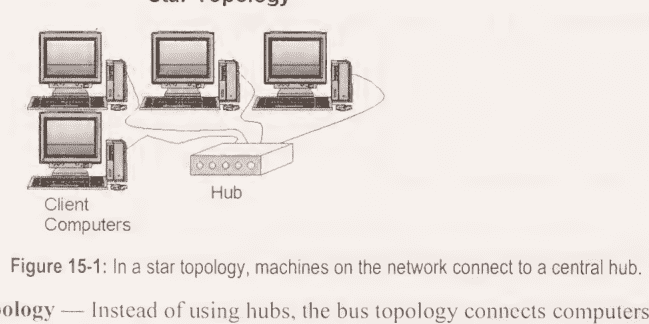 Star Topology
Client
Computers
Hub
Figure 15-1: In a star topology, machines on the network connect to a central hub.
pology — Instead of using hubs, the bus topology connects computers